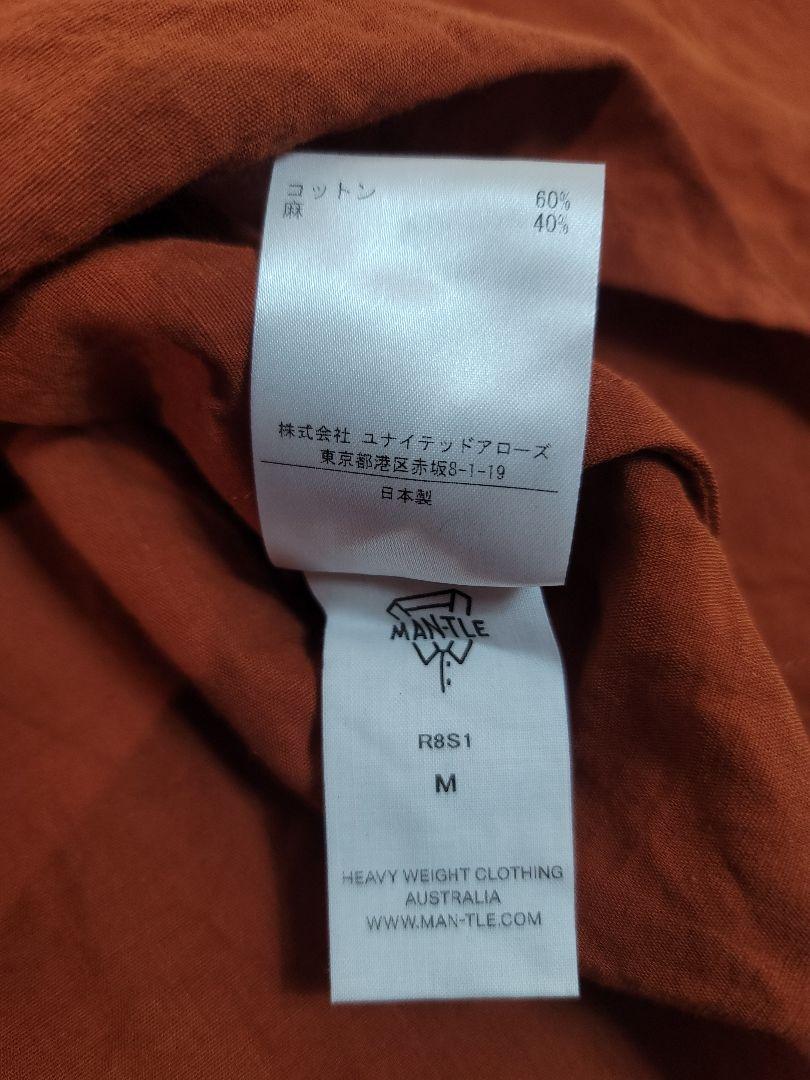 コットン 60%
麻 40%
株式会社 ユナイテッドアローズ
東京都港区赤坂8-1-19
日本製
MAN-TLE
R8S1
M
HEAVY WEIGHT CLOTHING
AUSTRALIA
WWW.MAN-TLE.COM